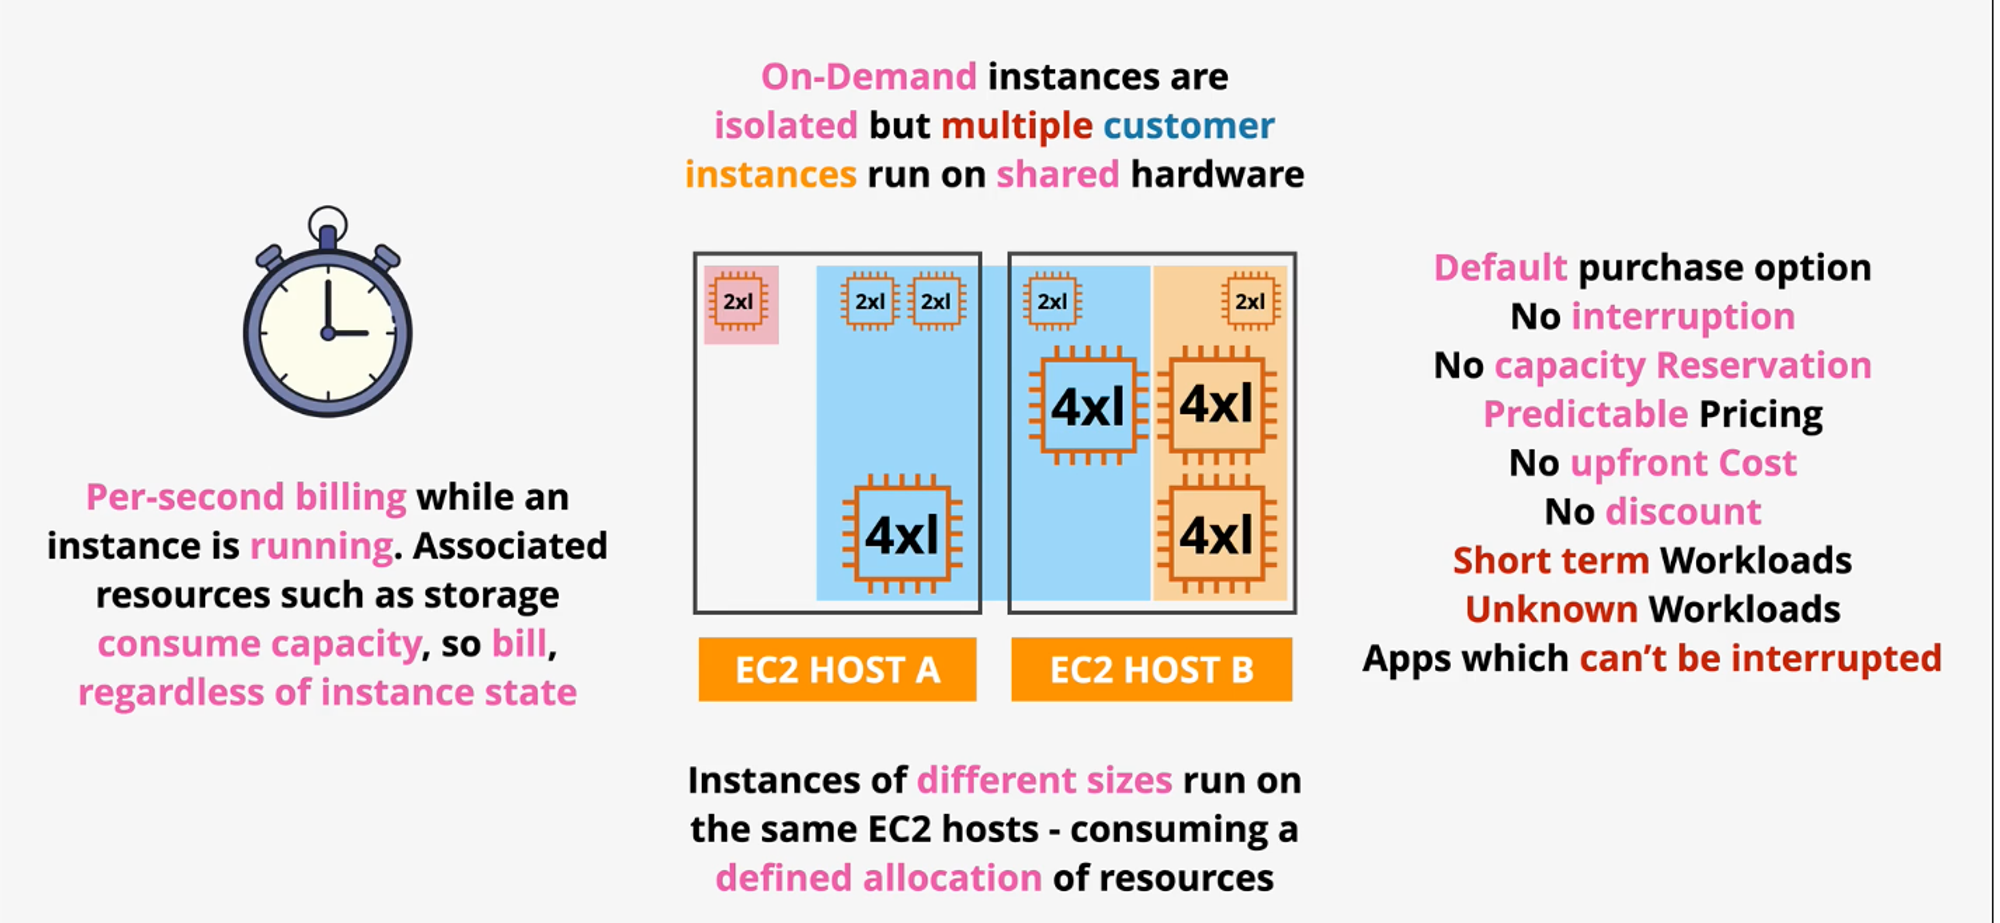 On-Demand instances are
isolated but multiple customer
instances run on shared hardware
Per-second billing while an
instance is running. Associated
resources such as storage
consume capacity, so bill,
regardless of instance state
2xl
2xl 2xl
4xl
EC2 HOST A
2xl
4xl
2xl
4xl
4xl
EC2 HOST B
Instances of different sizes run on
the same EC2 hosts - consuming a
defined allocation of resources
Default purchase option
No interruption
No capacity Reservation
Predictable Pricing
No upfront Cost
No discount
Short term Workloads
Unknown Workloads
Apps which can’t be interrupted